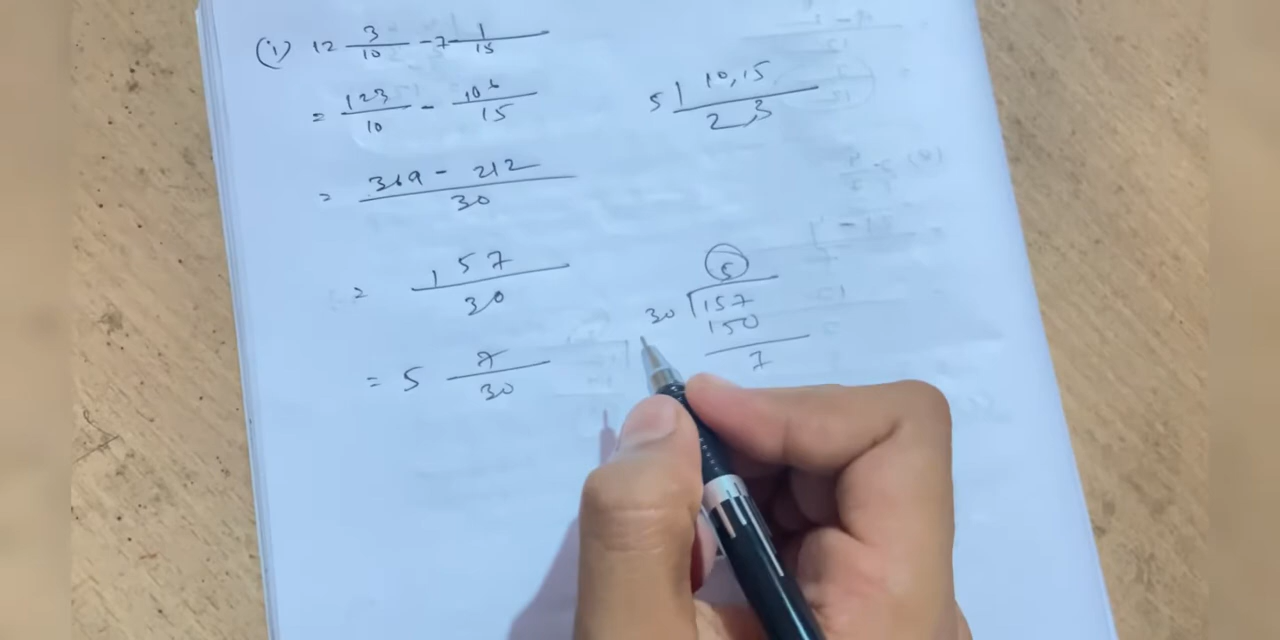 (i) 12 3/10 - 7 1/15
= 123/10 - 106/15
5 | 10, 15
2, 3
= 369 - 212 / 30
= 157/30
5
30 | 157
150
7
= 5 7/30